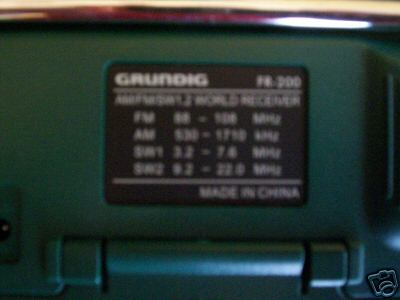 GRUNDIG FR-200
AM/FM/SW1,2 WORLD RECEIVER
FM 88 - 108 MHz
AM 530 - 1710 kHz
SW1 3.2 - 7.6 MHz
SW2 9.2 - 22.0 MHz
MADE IN CHINA